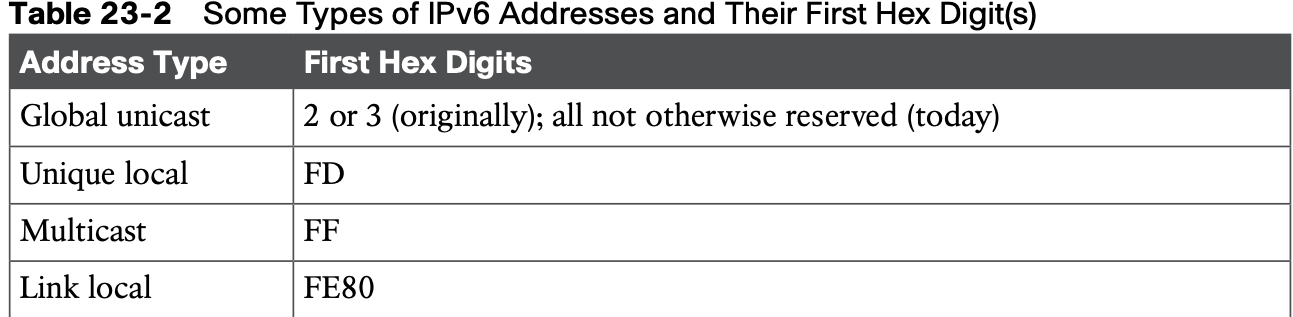 Table 23-2 Some Types of IPv6 Addresses and Their First Hex Digit(s)
Address Type First Hex Digits
Global unicast 2 or 3 (originally); all not otherwise reserved (today)
Unique local FD
Multicast FF
Link local FE80